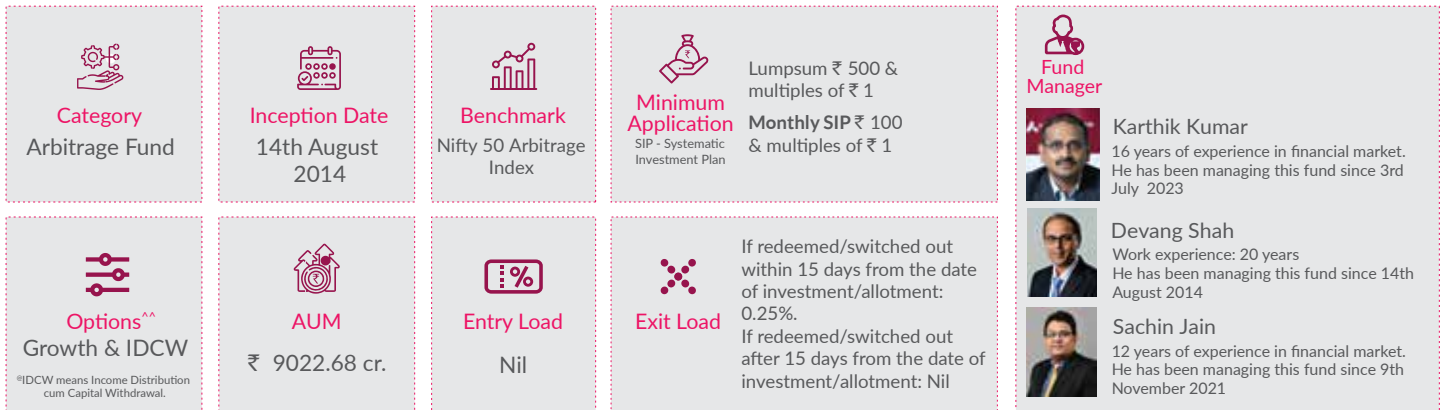 Category
Arbitrage Fund
Inception Date
14th August
2014
Benchmark
Nifty 50 Arbitrage
Index
Minimum
Application
SIP - Systematic
Investment Plan
Lumpsum ₹ 500 &
multiples of ₹ 1
Monthly SIP ₹ 100
& multiples of ₹ 1
Options^^
Growth & IDCW
@IDCW means Income Distribution
cum Capital Withdrawal.
AUM
₹ 9022.68 cr.
Entry Load
Nil
Exit Load
If redeemed/switched out
within 15 days from the date
of investment/allotment:
0.25%.
If redeemed/switched out
after 15 days from the date of
investment/allotment: Nil
Fund
Manager
Karthik Kumar
16 years of experience in financial market.
He has been managing this fund since 3rd
July 2023
Devang Shah
Work experience: 20 years
He has been managing this fund since 14th
August 2014
Sachin Jain
12 years of experience in financial market.
He has been managing this fund since 9th
November 2021